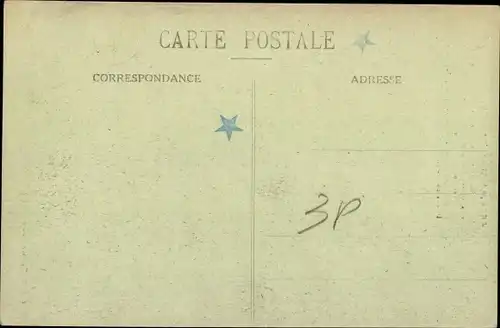 CARTE POSTALE
CORRESPONDANCE
ADRESSE
3P